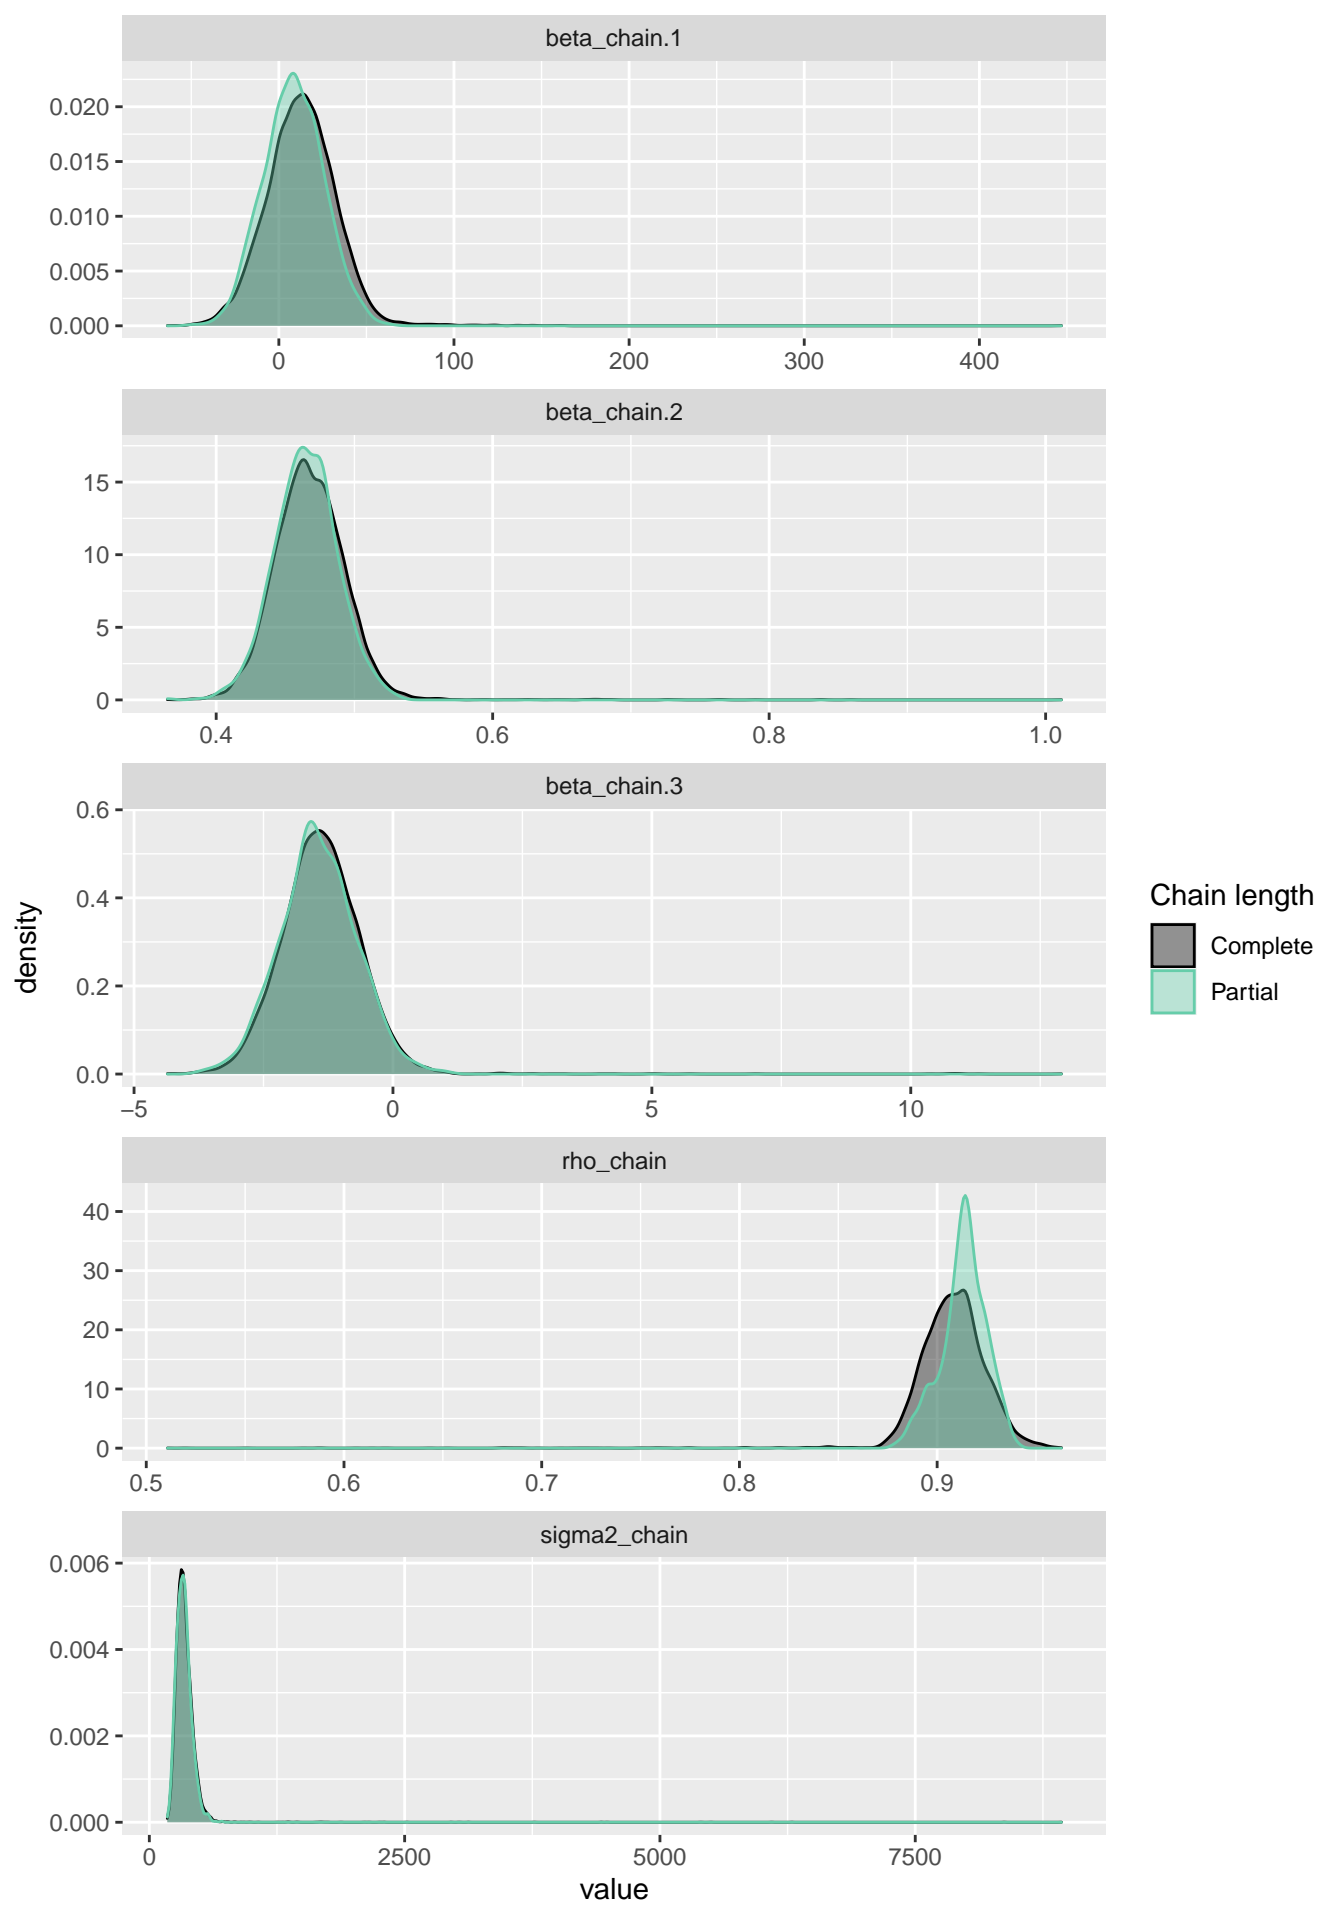 beta_chain.1
0.020
0.015
0.010
0.005
0.000
0 100 200 300 400
beta_chain.2
15
10
5
0
0.4 0.6 0.8 1.0
beta_chain.3
0.6
0.4
0.2
0.0
−5 0 5 10
density
Chain length
Complete
Partial
rho_chain
40
30
20
10
0
0.5 0.6 0.7 0.8 0.9
sigma2_chain
0.006
0.004
0.002
0.000
0 2500 5000 7500
value